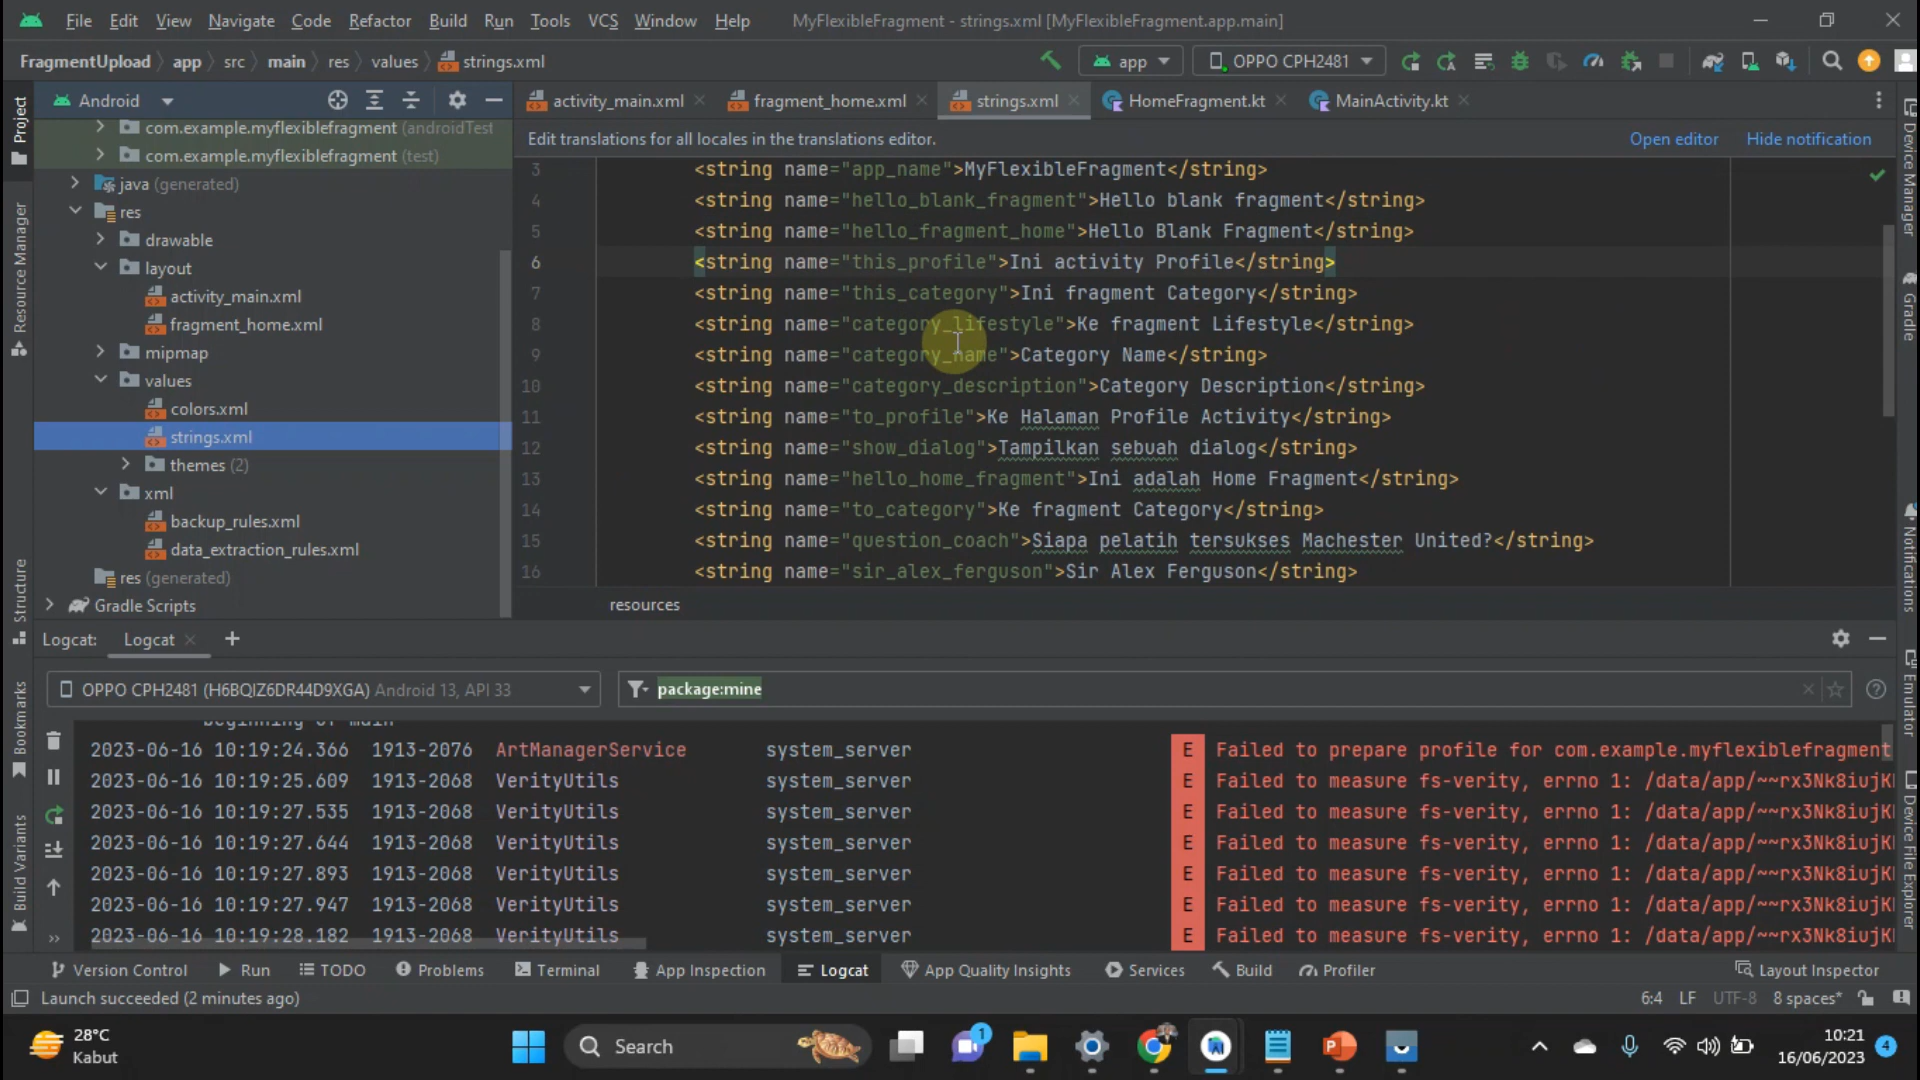 File Edit View Navigate Code Refactor Build Run Tools VCS Window Help MyFlexibleFragment - strings.xml [MyFlexibleFragment.app.main]
FragmentUpload app src main res values strings.xml app OPPO CPH2481
Project
Resource Manager
Structure
Bookmarks
Build Variants
Android
com.example.myflexiblefragment (androidTest
com.example.myflexiblefragment (test)
java (generated)
res
drawable
layout
activity_main.xml
fragment_home.xml
mipmap
values
colors.xml
strings.xml
themes (2)
xml
backup_rules.xml
data_extraction_rules.xml
res (generated)
Gradle Scripts
activity_main.xml fragment_home.xml strings.xml HomeFragment.kt MainActivity.kt
Edit translations for all locales in the translations editor. Open editor Hide notification
3 <string name="app_name">MyFlexibleFragment</string>
4 <string name="hello_blank_fragment">Hello blank fragment</string>
5 <string name="hello_fragment_home">Hello Blank Fragment</string>
6 <string name="this_profile">Ini activity Profile</string>
7 <string name="this_category">Ini fragment Category</string>
8 <string name="category_lifestyle">Ke fragment Lifestyle</string>
9 <string name="category_name">Category Name</string>
10 <string name="category_description">Category Description</string>
11 <string name="to_profile">Ke Halaman Profile Activity</string>
12 <string name="show_dialog">Tampilkan sebuah dialog</string>
13 <string name="hello_home_fragment">Ini adalah Home Fragment</string>
14 <string name="to_category">Ke fragment Category</string>
15 <string name="question_coach">Siapa pelatih tersukses Machester United?</string>
16 <string name="sir_alex_ferguson">Sir Alex Ferguson</string>
resources
Device Manager
Gradle
Notifications
Emulator
Device File Explorer
Logcat: Logcat
OPPO CPH2481 (H6BQIZ6DR44D9XGA) Android 13, API 33 package:mine
beginning of main
2023-06-16 10:19:24.366 1913-2076 ArtManagerService system_server E Failed to prepare profile for com.example.myflexiblefragment
2023-06-16 10:19:25.609 1913-2068 VerityUtils system_server E Failed to measure fs-verity, errno 1: /data/app/~~rx3Nk8iujK
2023-06-16 10:19:27.535 1913-2068 VerityUtils system_server E Failed to measure fs-verity, errno 1: /data/app/~~rx3Nk8iujK
2023-06-16 10:19:27.644 1913-2068 VerityUtils system_server E Failed to measure fs-verity, errno 1: /data/app/~~rx3Nk8iujK
2023-06-16 10:19:27.893 1913-2068 VerityUtils system_server E Failed to measure fs-verity, errno 1: /data/app/~~rx3Nk8iujK
2023-06-16 10:19:27.947 1913-2068 VerityUtils system_server E Failed to measure fs-verity, errno 1: /data/app/~~rx3Nk8iujK
2023-06-16 10:19:28.182 1913-2068 VerityUtils system_server E Failed to measure fs-verity, errno 1: /data/app/~~rx3Nk8iujK
Version Control Run TODO Problems Terminal App Inspection Logcat App Quality Insights Services Build Profiler Layout Inspector
Launch succeeded (2 minutes ago) 6:4 LF UTF-8 8 spaces*
28°C
Kabut
Search
1
10:21
16/06/2023
4